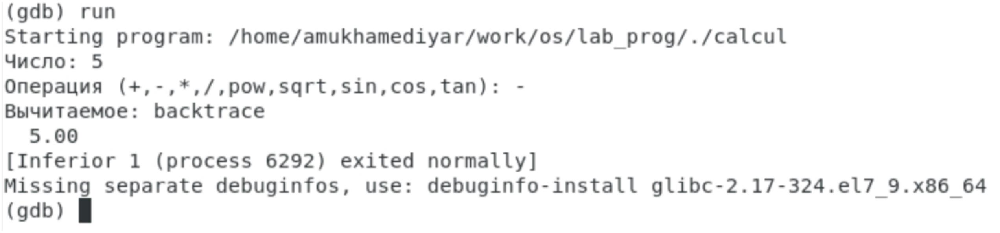 (gdb) run
Starting program: /home/amukhamediyar/work/os/lab_prog/./calcul
Число: 5
Операция (+,-,*,/,pow,sqrt,sin,cos,tan): -
Вычитаемое: backtrace
  5.00
[Inferior 1 (process 6292) exited normally]
Missing separate debuginfos, use: debuginfo-install glibc-2.17-324.el7_9.x86_64
(gdb)